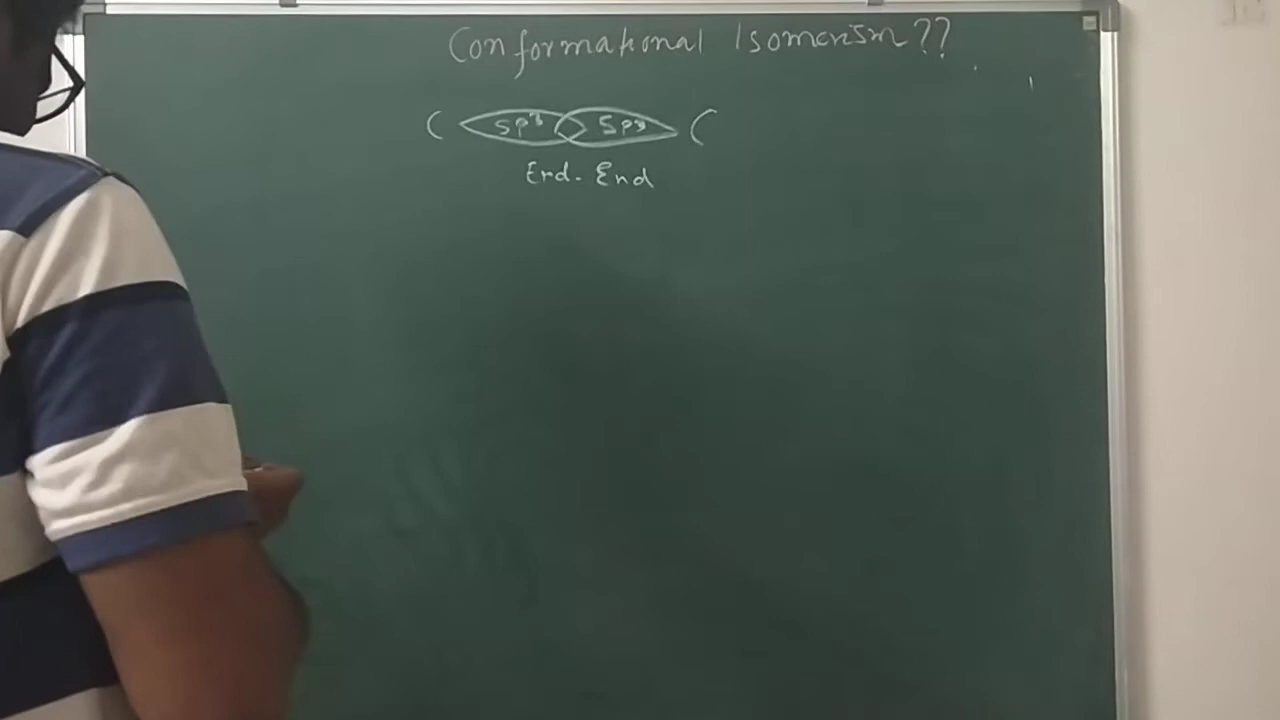 Conformational Isomerism??
C sp³ sp³ C
End - End